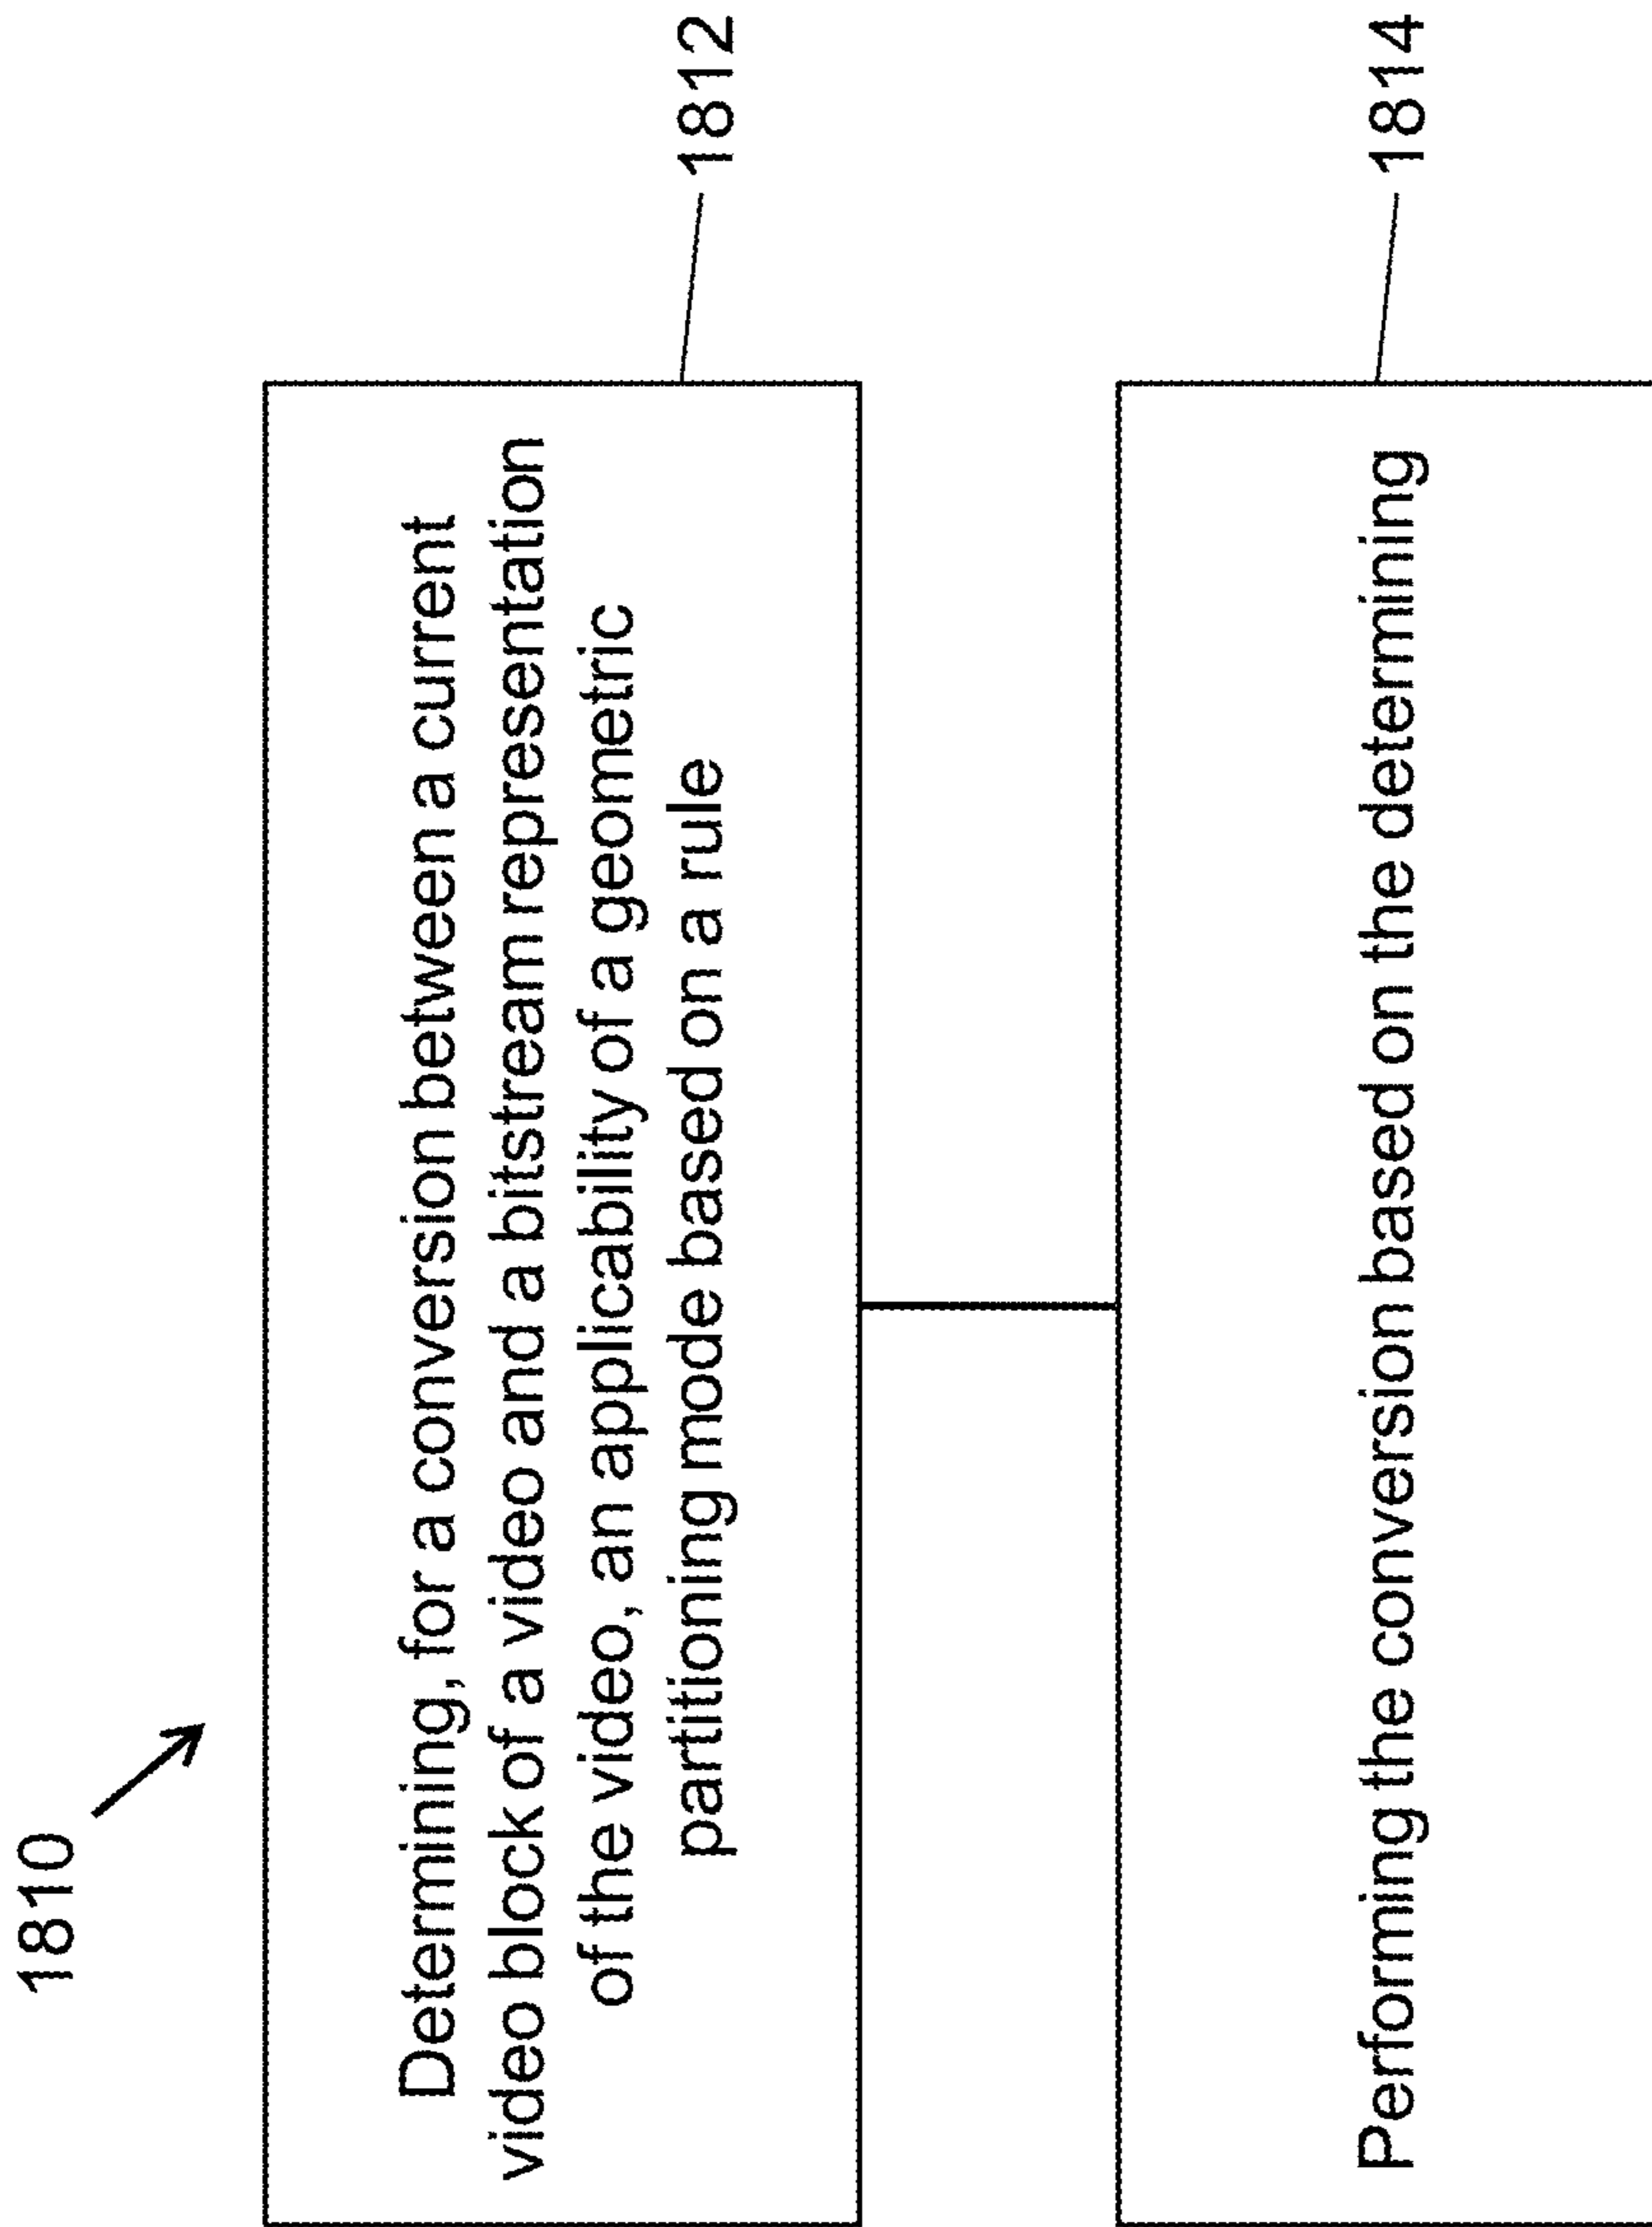 1810
Determining, for a conversion between a current
video block of a video and a bitstream representation
of the video, an applicability of a geometric
partitioning mode based on a rule
1812
Performing the conversion based on the determining
1814